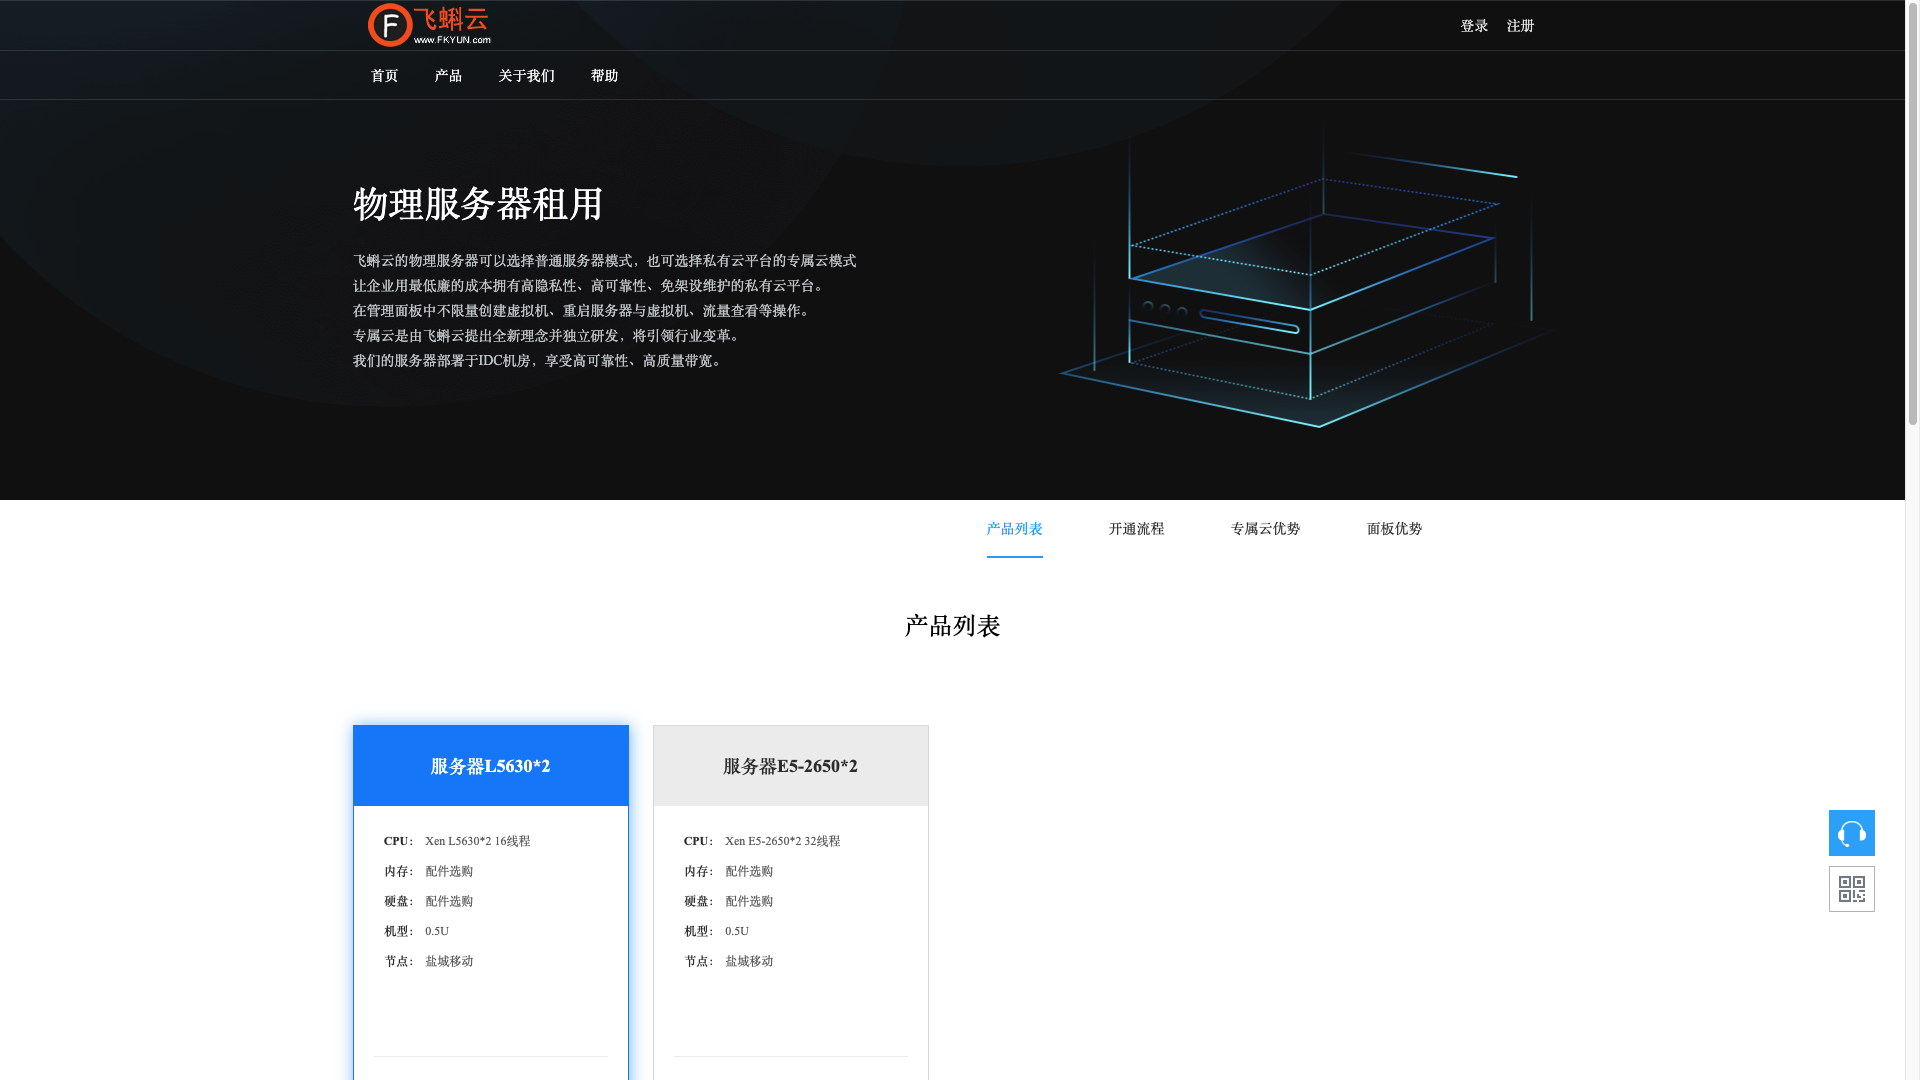 飞蝌云
www.FKYUN.com
登录 注册
首页 产品 关于我们 帮助
物理服务器租用
飞蝌云的物理服务器可以选择普通服务器模式，也可选择私有云平台的专属云模式
让企业用最低廉的成本拥有高隐私性、高可靠性、免架设维护的私有云平台。
在管理面板中不限量创建虚拟机、重启服务器与虚拟机、流量查看等操作。
专属云是由飞蝌云提出全新理念并独立研发，将引领行业变革。
我们的服务器部署于IDC机房，享受高可靠性、高质量带宽。
产品列表 开通流程 专属云优势 面板优势
产品列表
服务器L5630*2
CPU： Xen L5630*2 16线程
内存： 配件选购
硬盘： 配件选购
机型： 0.5U
节点： 盐城移动
服务器E5-2650*2
CPU： Xen E5-2650*2 32线程
内存： 配件选购
硬盘： 配件选购
机型： 0.5U
节点： 盐城移动